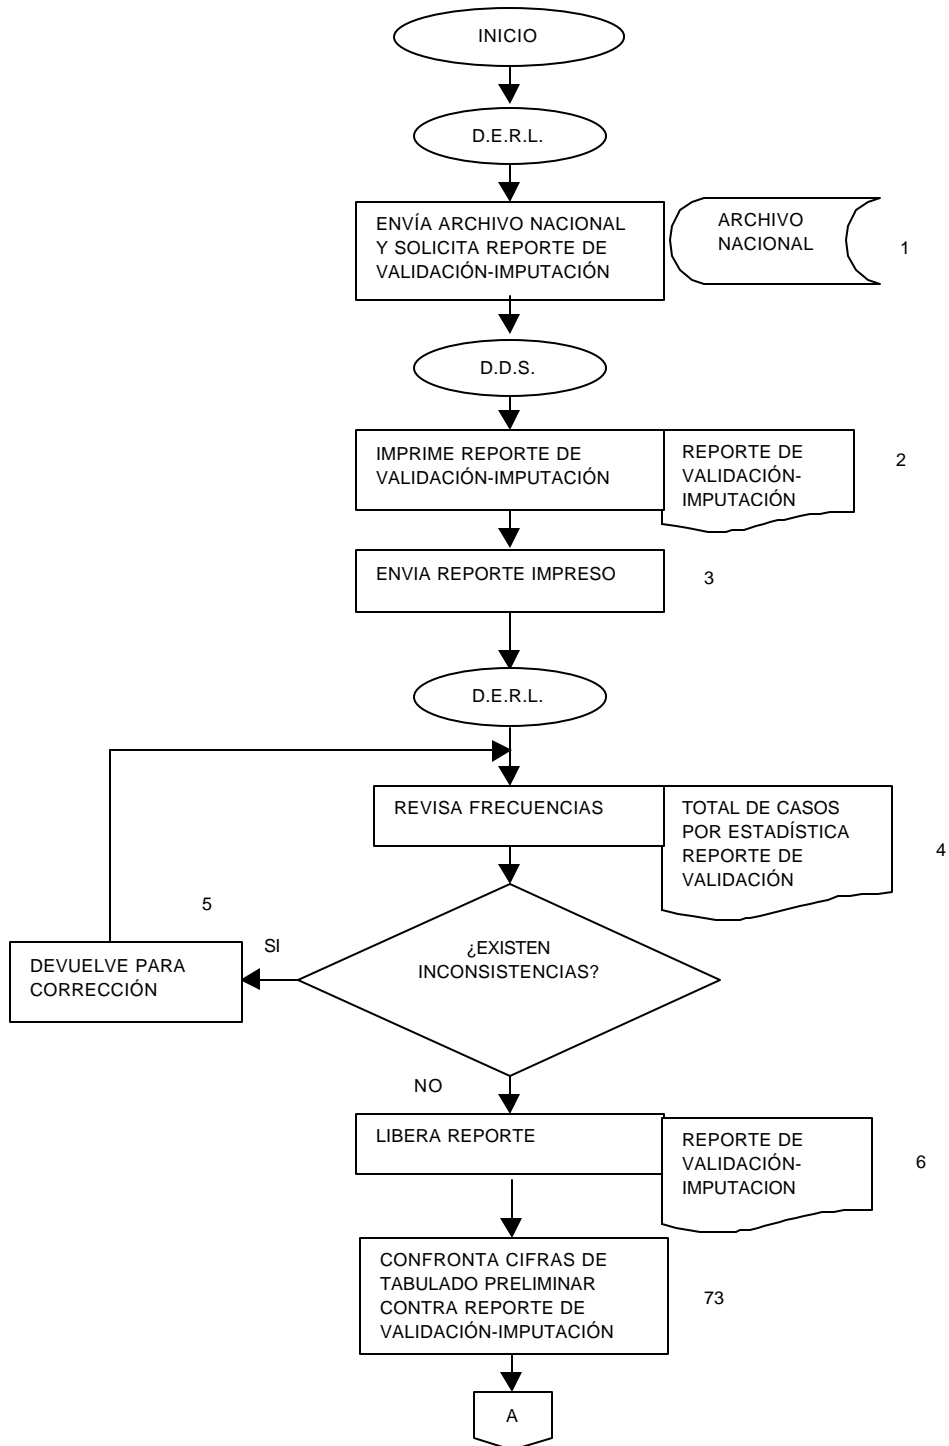 INICIO
D.E.R.L.
ENVÍA ARCHIVO NACIONAL
Y SOLICITA REPORTE DE
VALIDACIÓN-IMPUTACIÓN
ARCHIVO
NACIONAL
1
D.D.S.
IMPRIME REPORTE DE
VALIDACIÓN-IMPUTACIÓN
REPORTE DE
VALIDACIÓN-
IMPUTACIÓN
2
ENVIA REPORTE IMPRESO
3
D.E.R.L.
REVISA FRECUENCIAS
TOTAL DE CASOS
POR ESTADÍSTICA
REPORTE DE
VALIDACIÓN
4
¿EXISTEN
INCONSISTENCIAS?
SI
5
DEVUELVE PARA
CORRECCIÓN
NO
LIBERA REPORTE
REPORTE DE
VALIDACIÓN-
IMPUTACION
6
CONFRONTA CIFRAS DE
TABULADO PRELIMINAR
CONTRA REPORTE DE
VALIDACIÓN-IMPUTACIÓN
73
A